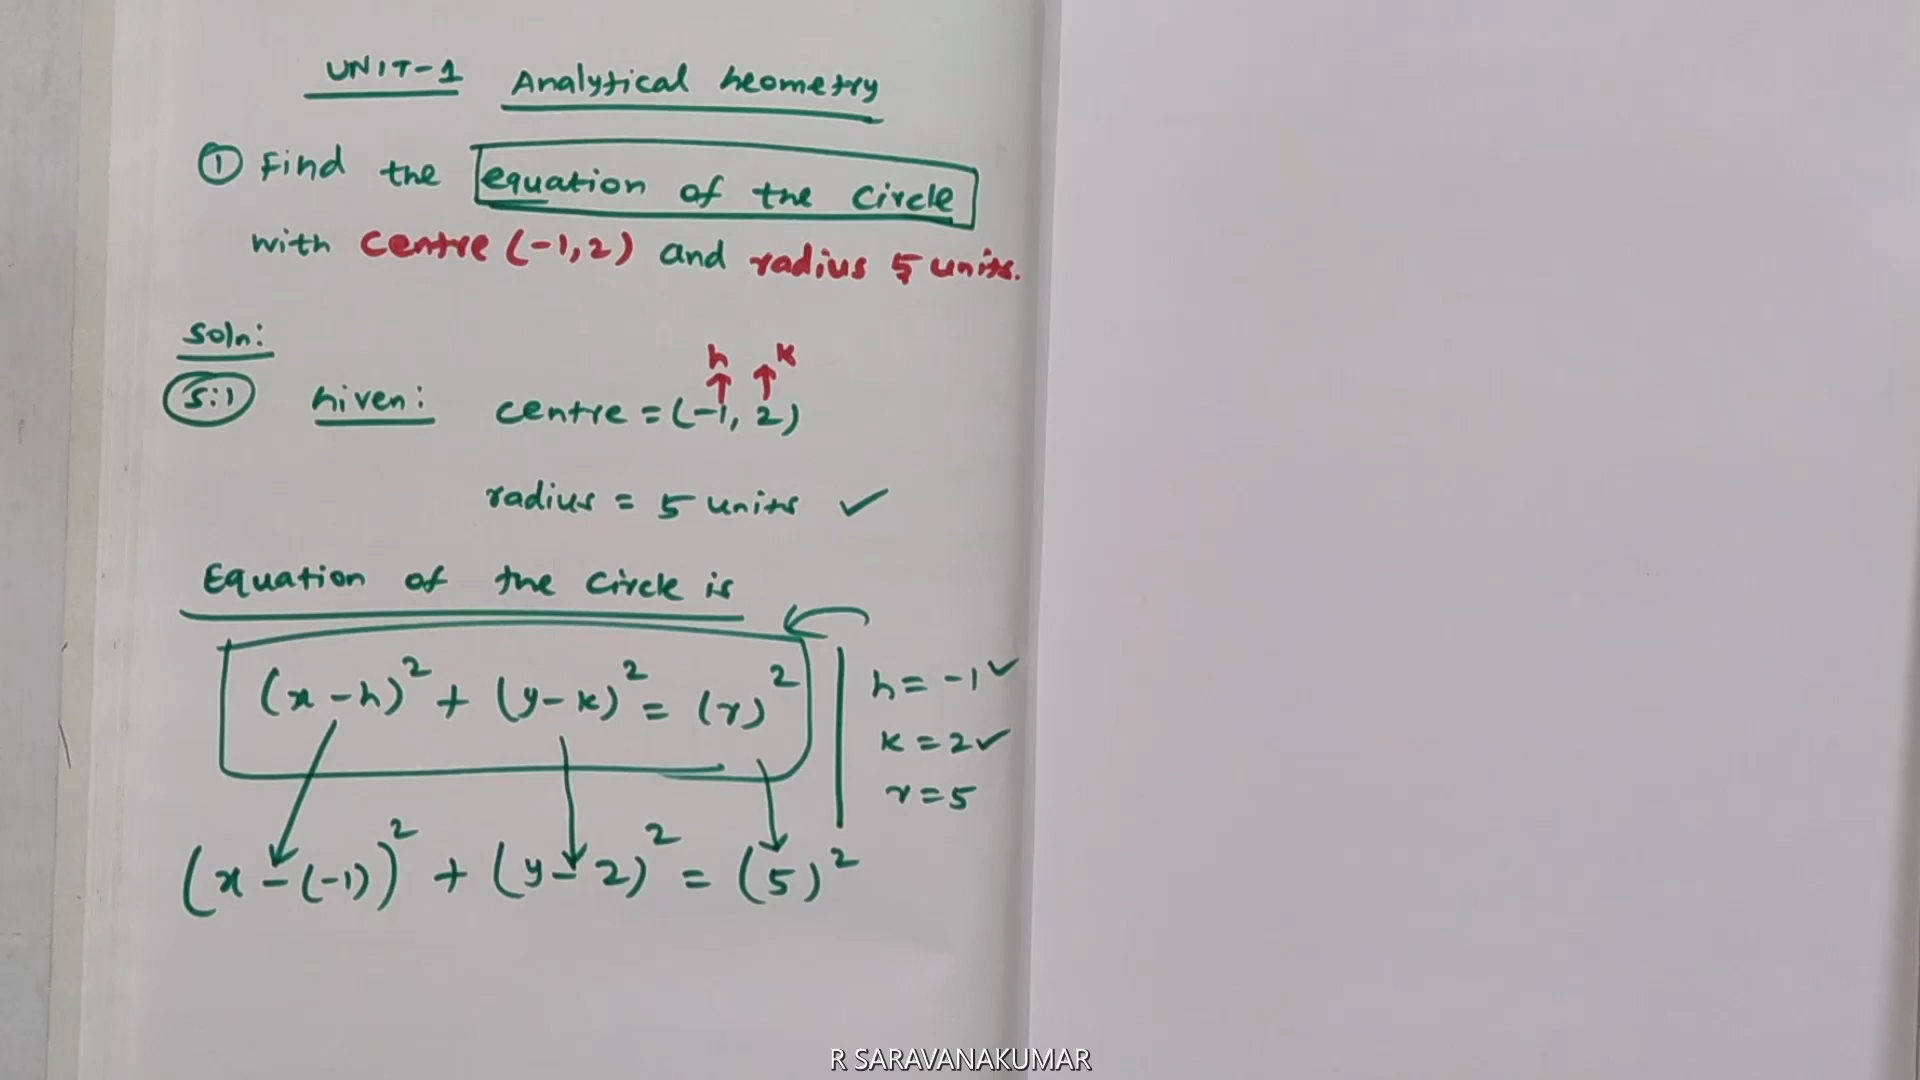 UNIT-1 Analytical Geometry
① Find the equation of the circle
with centre (-1,2) and radius 5 units.
Soln:
h k
S:1 Given: centre = (-1, 2)
radius = 5 units ✓
Equation of the circle is
(x-h)² + (y-k)² = (r)²
h = -1 ✓
k = 2 ✓
r = 5
(x-(-1))² + (y-2)² = (5)²
R SARAVANAKUMAR